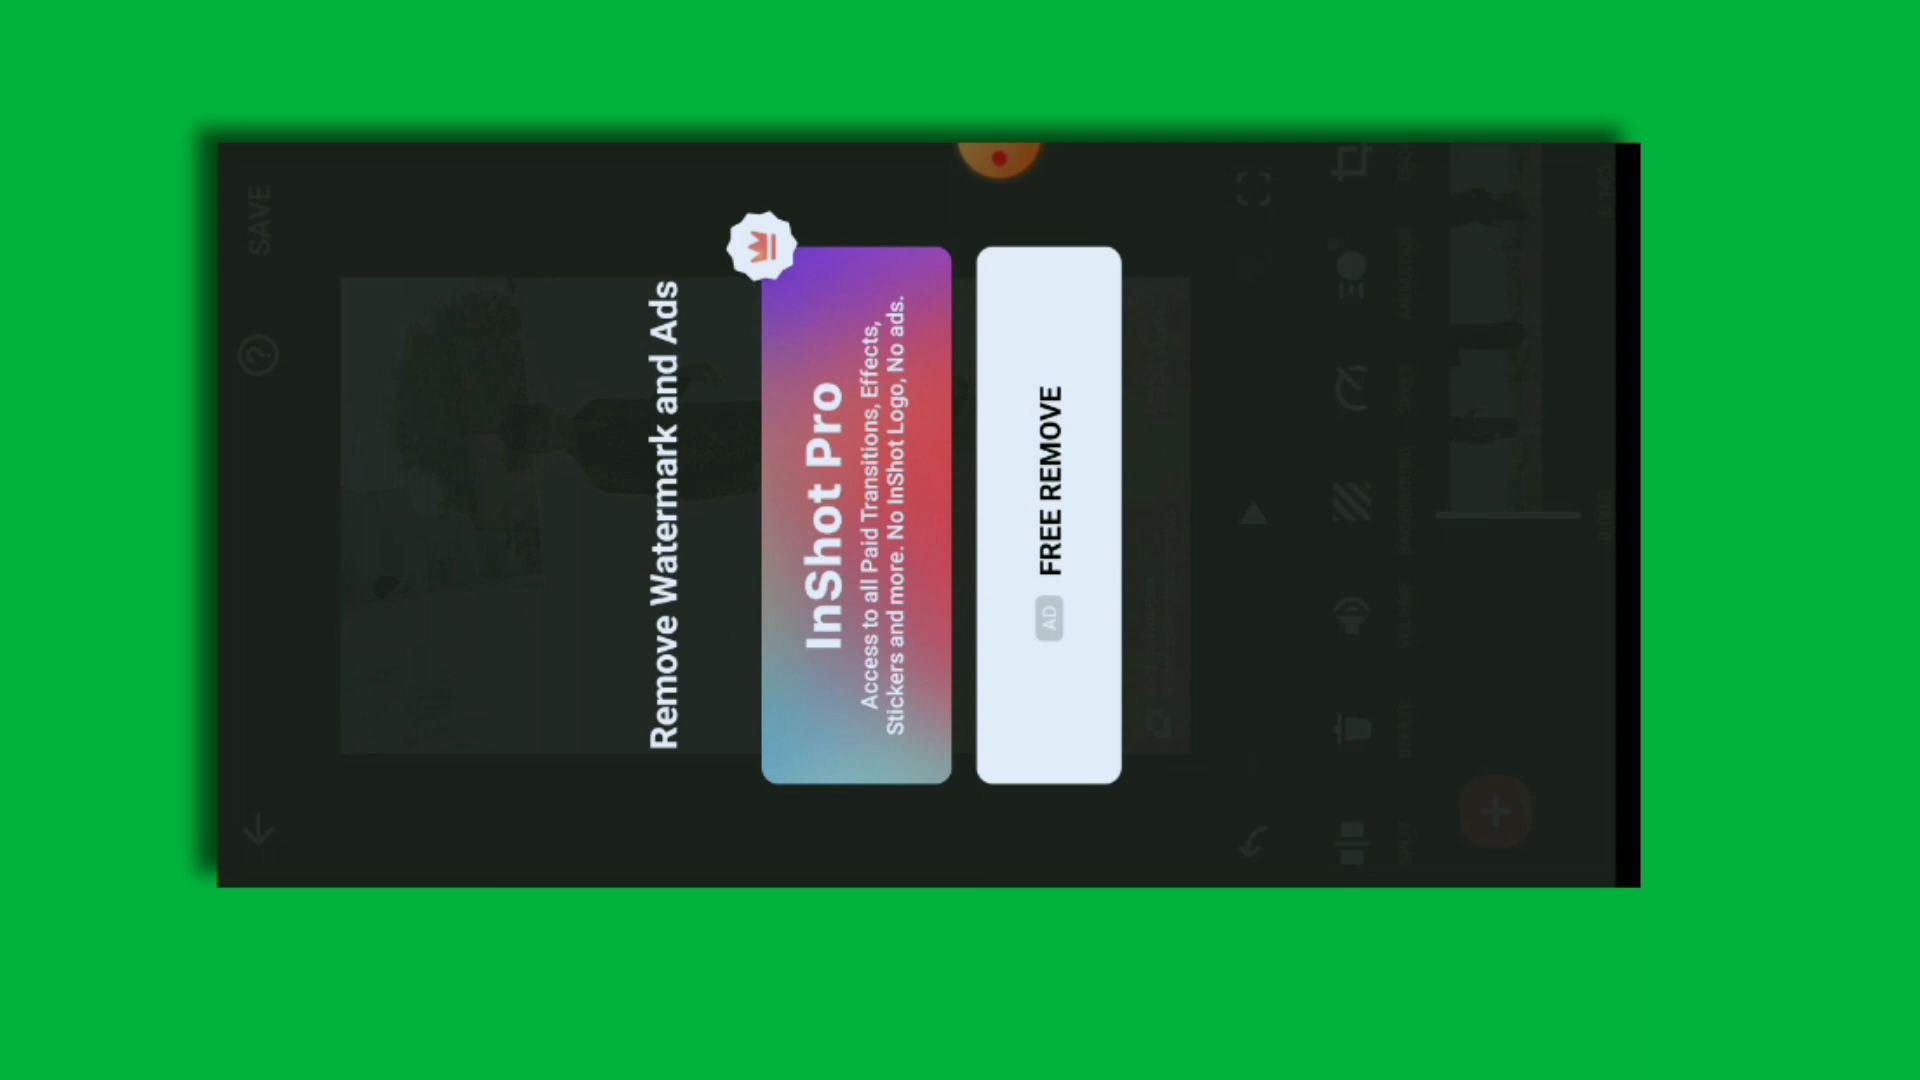 SAVE
Remove Watermark and Ads
InShot Pro
Access to all Paid Transitions, Effects,
Stickers and more. No InShot Logo, No ads.
AD FREE REMOVE